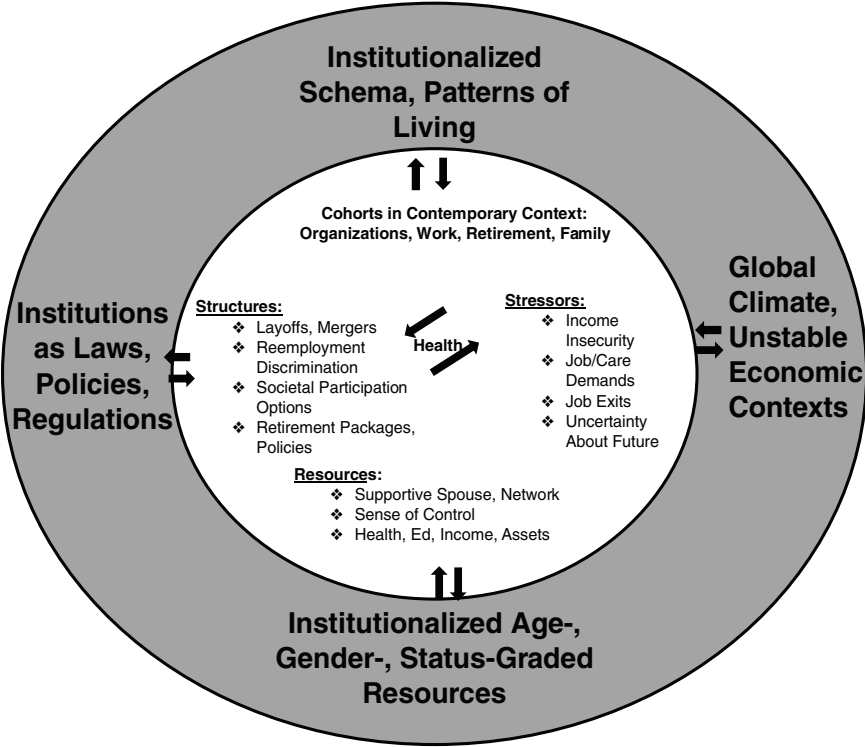 Institutionalized
Schema, Patterns of
Living
Cohorts in Contemporary Context:
Organizations, Work, Retirement, Family
Institutions
as Laws,
Policies,
Regulations
Structures:
❖ Layoffs, Mergers
❖ Reemployment
Discrimination
❖ Societal Participation
Options
❖ Retirement Packages,
Policies
Health
Stressors:
❖ Income
Insecurity
❖ Job/Care
Demands
❖ Job Exits
❖ Uncertainty
About Future
Global
Climate,
Unstable
Economic
Contexts
Resources:
❖ Supportive Spouse, Network
❖ Sense of Control
❖ Health, Ed, Income, Assets
Institutionalized Age-,
Gender-, Status-Graded
Resources